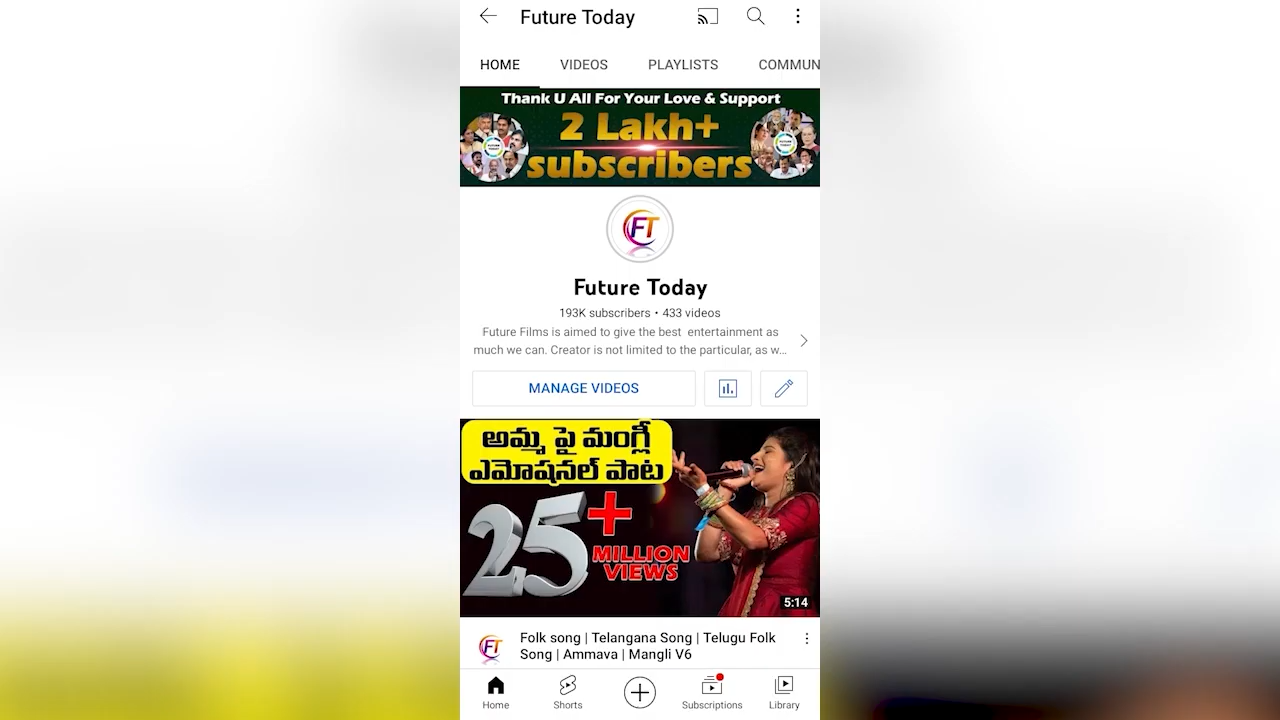 Future Today
HOME VIDEOS PLAYLISTS COMMUN
Thank U All For Your Love & Support
2 Lakh+
subscribers
FT
Future Today
193K subscribers • 433 videos
Future Films is aimed to give the best entertainment as
much we can. Creator is not limited to the particular, as w...
MANAGE VIDEOS
అమ్మ పై మంగ్లీ
ఎమోషనల్ పాట
25+
MILLION
VIEWS
5:14
FT
Folk song | Telangana Song | Telugu Folk
Song | Ammava | Mangli V6
Home Shorts Subscriptions Library